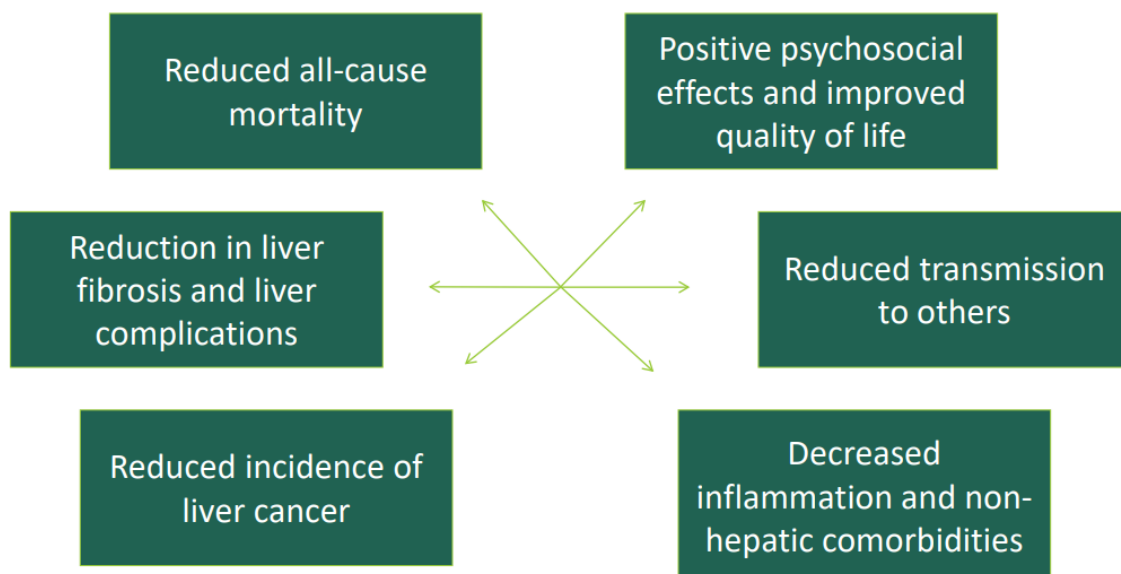 Reduced all-cause
mortality
Positive psychosocial
effects and improved
quality of life
Reduction in liver
fibrosis and liver
complications
Reduced transmission
to others
Reduced incidence of
liver cancer
Decreased
inflammation and non-
hepatic comorbidities